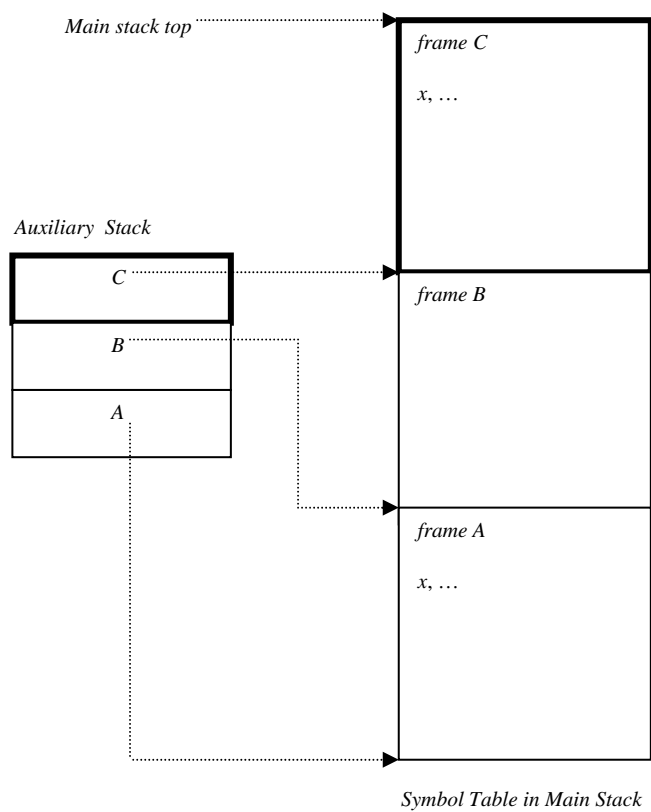 Main stack top
frame C
x, …
Auxiliary Stack
C
frame B
B
A
frame A
x, …
Symbol Table in Main Stack